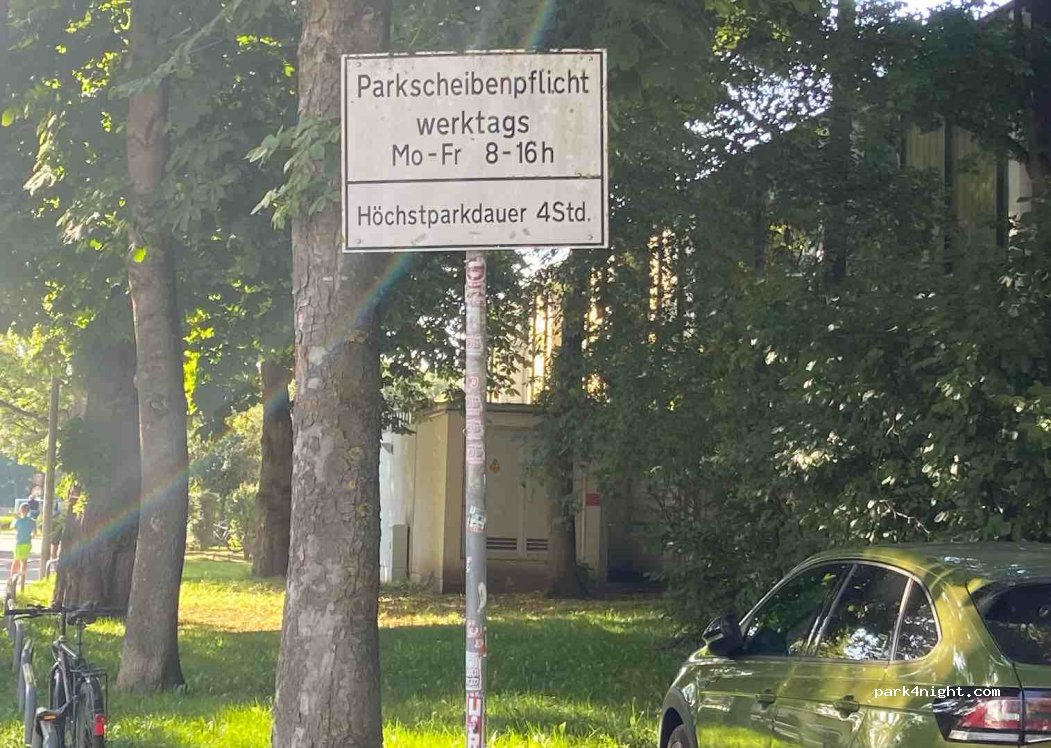 Parkscheibenpflicht
werktags
Mo-Fr 8-16h
Höchstparkdauer 4Std.
park4night.com